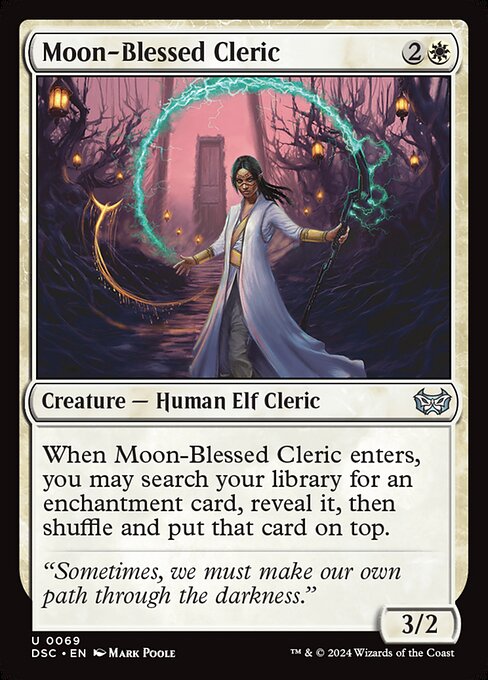 Moon-Blessed Cleric 2
Creature — Human Elf Cleric
When Moon-Blessed Cleric enters,
you may search your library for an
enchantment card, reveal it, then
shuffle and put that card on top.
“Sometimes, we must make our own
path through the darkness.”
3/2
U 0069
DSC • EN Mark Poole ™ & © 2024 Wizards of the Coast